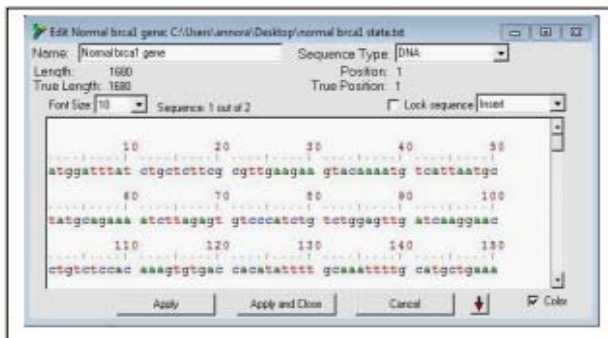 Edit Normal brca1 gene: C:\Users\annora\Desktop\normal brca1 state.txt
Name: Normal brca1 gene Sequence Type: DNA
Length: 1680 Position: 1
True Length: 1680 True Position: 1
Font Size: 10 Sequence: 1 out of 2 Lock sequence Insert
10 20 30 40 50
atggatttat ctgctcttcg cgttgaagaa gtacaaaatg tcattaatgc
60 70 80 90 100
tatgcagaaa atcttagagt gtcccatctg tctggagttg atcaaggaac
110 120 130 140 150
ctgtctccac aaagtgtgac cacatatttt gcaaattttg catgctgaaa
Apply Apply and Close Cancel Color